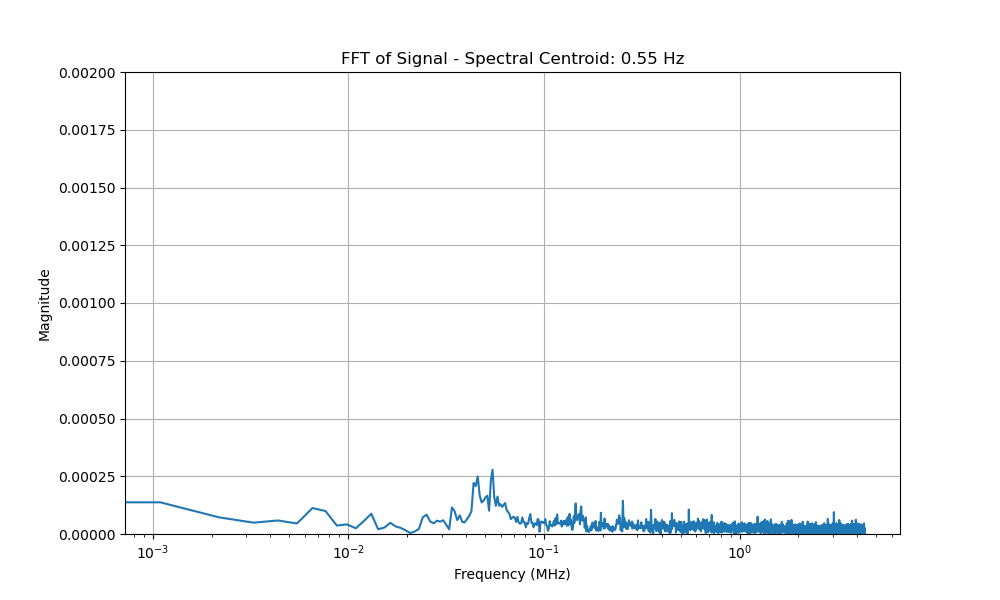 FFT of Signal - Spectral Centroid: 0.55 Hz
0.00200
0.00175
0.00150
0.00125
0.00100
0.00075
0.00050
0.00025
0.00000
Magnitude
10⁻³ 10⁻² 10⁻¹ 10⁰
Frequency (MHz)